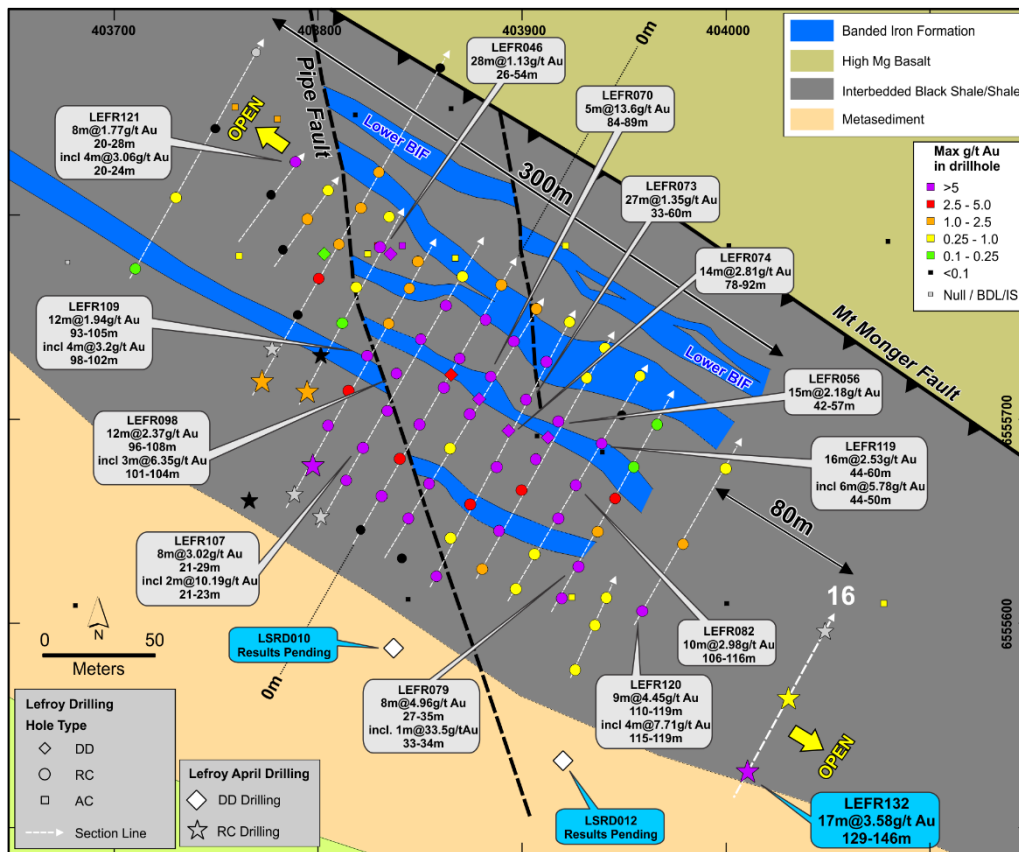 403700
403800
403900
404000
0m
Banded Iron Formation
High Mg Basalt
Interbedded Black Shale/Shale
Metasediment
Max g/t Au
in drillhole
>5
2.5 - 5.0
1.0 - 2.5
0.25 - 1.0
0.1 - 0.25
<0.1
Null / BDL/IS
LEFR046
28m@1.13g/t Au
26-54m
LEFR070
5m@13.6g/t Au
84-89m
LEFR121
8m@1.77g/t Au
20-28m
incl 4m@3.06g/t Au
20-24m
OPEN
Pipe Fault
Lower BIF
300m
LEFR073
27m@1.35g/t Au
33-60m
LEFR074
14m@2.81g/t Au
78-92m
Mt Monger Fault
Lower BIF
LEFR109
12m@1.94g/t Au
93-105m
incl 4m@3.2g/t Au
98-102m
LEFR056
15m@2.18g/t Au
42-57m
6555700
LEFR098
12m@2.37g/t Au
96-108m
incl 3m@6.35g/t Au
101-104m
LEFR119
16m@2.53g/t Au
44-60m
incl 6m@5.78g/t Au
44-50m
80m
LEFR107
8m@3.02g/t Au
21-29m
incl 2m@10.19g/t Au
21-23m
16
6555600
0
50
N
Meters
LSRD010
Results Pending
0m
LEFR082
10m@2.98g/t Au
106-116m
LEFR079
8m@4.96g/t Au
27-35m
incl. 1m@33.5g/tAu
33-34m
LEFR120
9m@4.45g/t Au
110-119m
incl 4m@7.71g/t Au
115-119m
OPEN
Lefroy Drilling
Hole Type
DD
RC
AC
Section Line
Lefroy April Drilling
DD Drilling
RC Drilling
LSRD012
Results Pending
LEFR132
17m@3.58g/t Au
129-146m